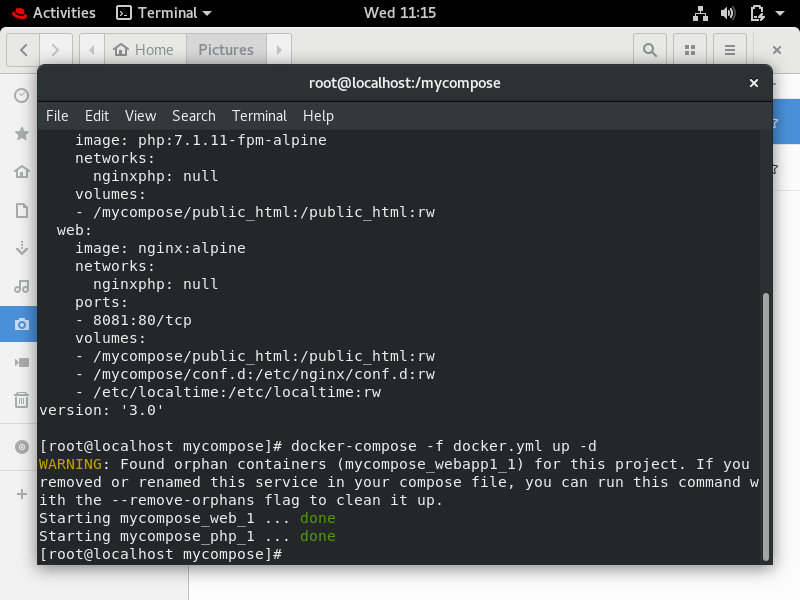 Activities Terminal Wed 11:15
Home Pictures
root@localhost:/mycompose
File Edit View Search Terminal Help
    image: php:7.1.11-fpm-alpine
    networks:
      nginxphp: null
    volumes:
    - /mycompose/public_html:/public_html:rw
  web:
    image: nginx:alpine
    networks:
      nginxphp: null
    ports:
    - 8081:80/tcp
    volumes:
    - /mycompose/public_html:/public_html:rw
    - /mycompose/conf.d:/etc/nginx/conf.d:rw
    - /etc/localtime:/etc/localtime:rw
version: '3.0'
[root@localhost mycompose]# docker-compose -f docker.yml up -d
WARNING: Found orphan containers (mycompose_webapp1_1) for this project. If you
removed or renamed this service in your compose file, you can run this command w
ith the --remove-orphans flag to clean it up.
Starting mycompose_web_1 ... done
Starting mycompose_php_1 ... done
[root@localhost mycompose]#